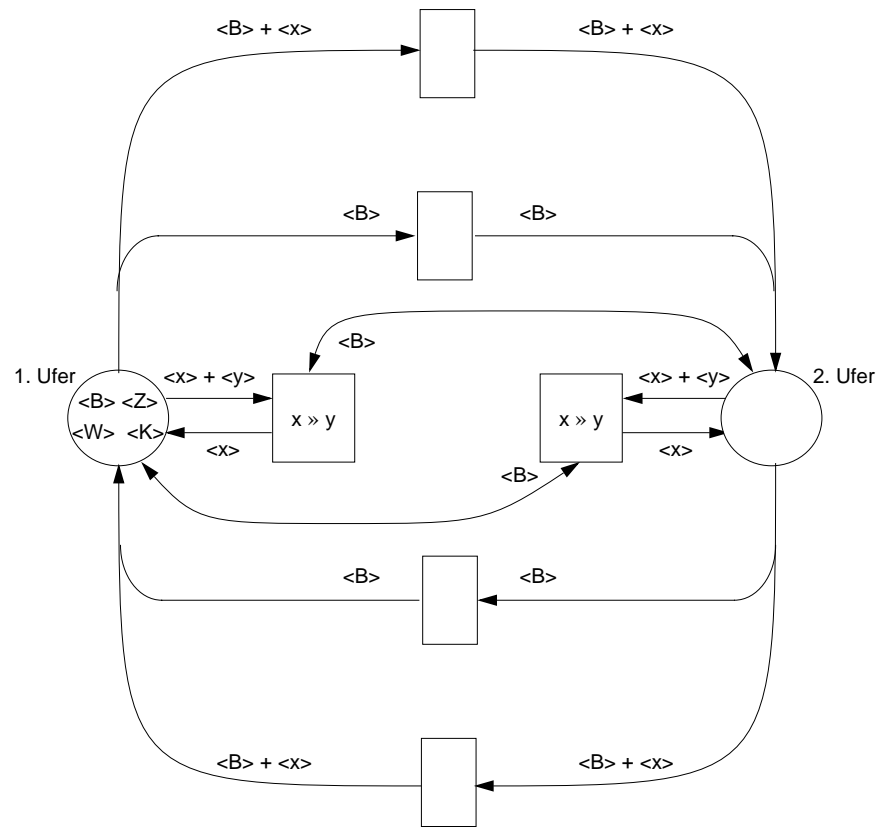 <B> + <x> <B> + <x>
<B> <B>
<B>
1. Ufer <x> + <y> <x> + <y> 2. Ufer
<B> <Z>
x » y x » y
<W> <K>
<x> <x>
<B>
<B> <B>
<B> + <x> <B> + <x>